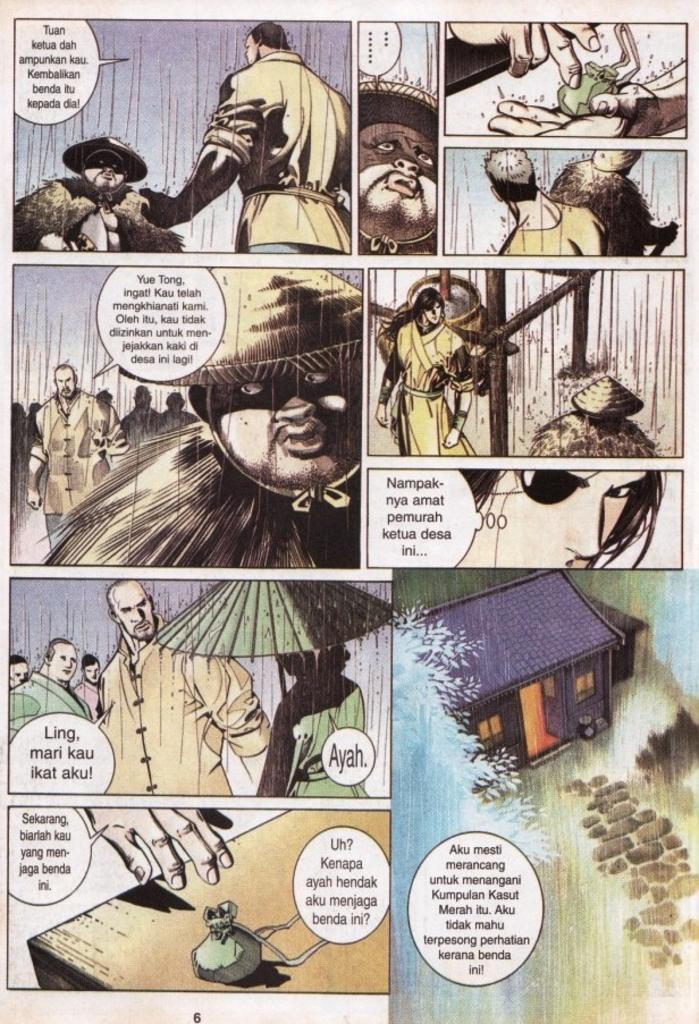 Tuan
ketua dah
ampunkan kau.
Kembalikan
benda itu
kepada dia!
......
Yue Tong,
ingat! Kau telah
mengkhianati kami.
Oleh itu, kau tidak
diizinkan untuk men-
jejakkan kaki di
desa ini lagi!
Nampak-
nya amat
pemurah
ketua desa
ini...
Ling,
mari kau
ikat aku!
Ayah.
Sekarang,
biarlah kau
yang men-
jaga benda
ini.
Uh?
Kenapa
ayah hendak
aku menjaga
benda ini?
Aku mesti
merancang
untuk menangani
Kumpulan Kasut
Merah itu. Aku
tidak mahu
terpesong perhatian
kerana benda
ini!
6